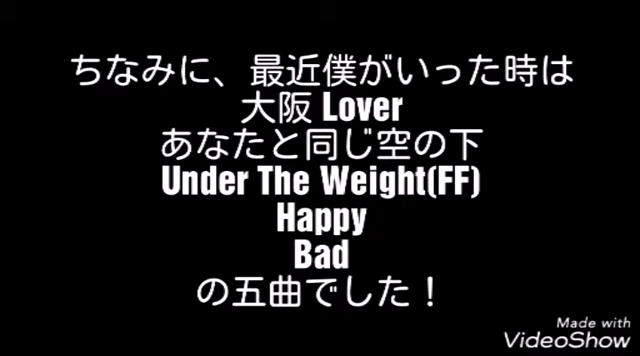 ちなみに、最近僕がいった時は
大阪 Lover
あなたと同じ空の下
Under The Weight(FF)
Happy
Bad
の五曲でした！
Made with
VideoShow